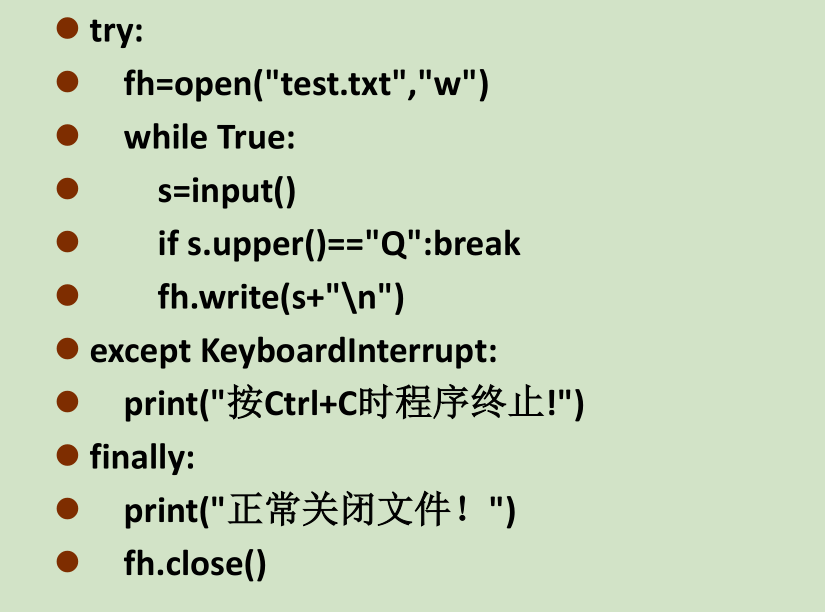 try:
fh=open("test.txt","w")
while True:
s=input()
if s.upper()=="Q":break
fh.write(s+"\n")
except KeyboardInterrupt:
print("按Ctrl+C时程序终止!")
finally:
print("正常关闭文件！")
fh.close()